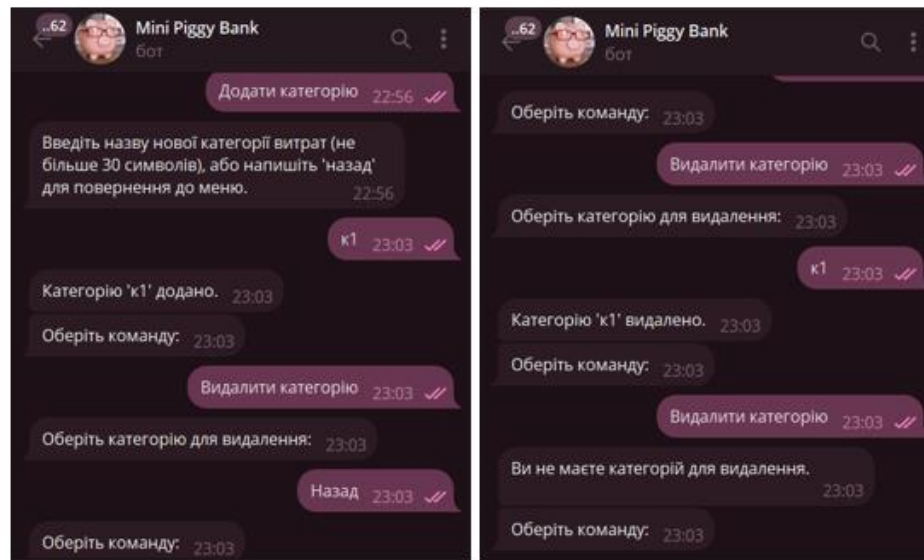 ..62
Mini Piggy Bank
бот
Додати категорію 22:56
Введіть назву нової категорії витрат (не
більше 30 символів), або напишіть 'назад'
для повернення до меню.
22:56
к1 23:03
Категорію 'к1' додано. 23:03
Оберіть команду: 23:03
Видалити категорію 23:03
Оберіть категорію для видалення: 23:03
Назад 23:03
Оберіть команду: 23:03
..62
Mini Piggy Bank
бот
Оберіть команду: 23:03
Видалити категорію 23:03
Оберіть категорію для видалення: 23:03
к1 23:03
Категорію 'к1' видалено. 23:03
Оберіть команду: 23:03
Видалити категорію 23:03
Ви не маєте категорій для видалення.
23:03
Оберіть команду: 23:03